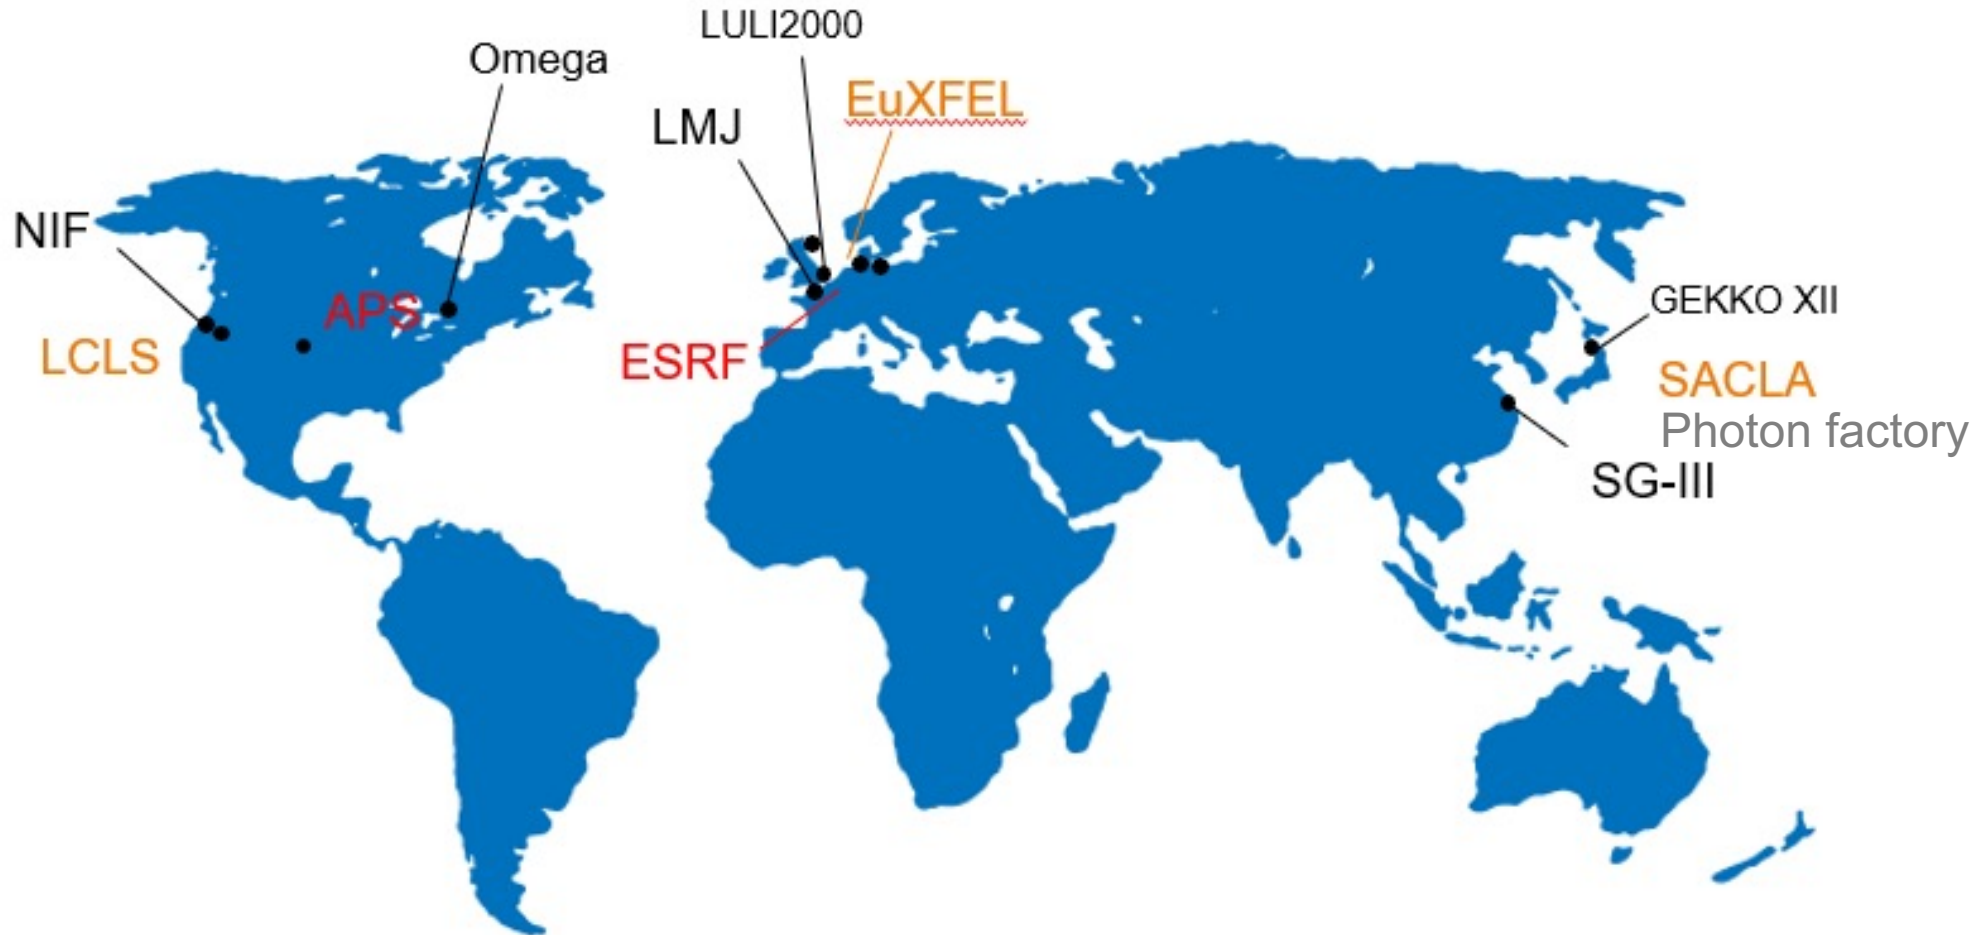 LULI2000
Omega
EuXFEL
LMJ
NIF
APS
GEKKO XII
LCLS
ESRF
SACLA
Photon factory
SG-III